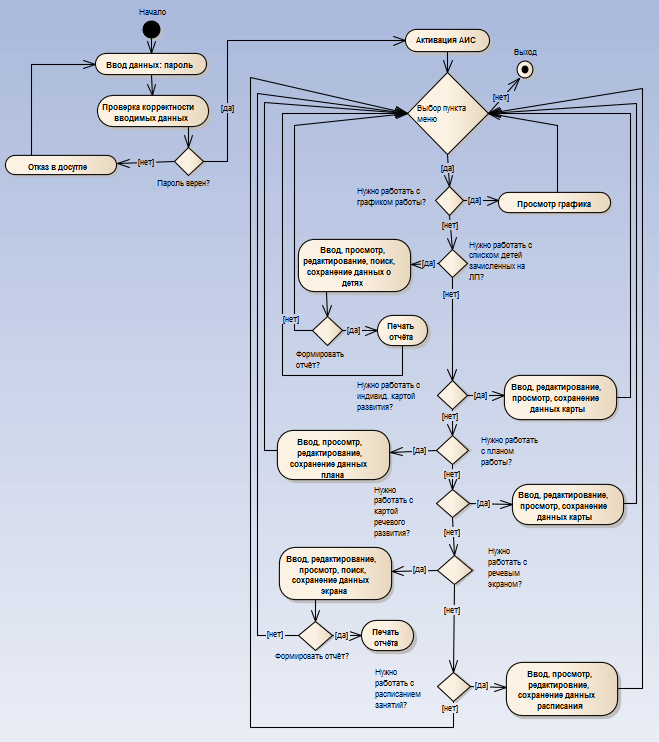 Начало
Ввод данных: пароль
Проверка корректности
вводимых данных
[да]
Отказ в досутпе
[нет]
Пароль верен?
Активация АИС
Выход
[нет]
Выбор пункта
меню
[да]
Нужно работать с
графиком работы?
[да]
Просмотр графика
[нет]
Нужно работать с
списком детей
зачисленных на
ЛП?
[да]
Ввод, просмотр,
редактирование, поиск,
сохранение данных о
детях
[нет]
[нет]
[да]
Печать
отчёта
Формировать
отчёт?
Нужно работать с
индивид. картой
развития?
[да]
Ввод, редактирование,
просмотр, сохранение
данных карты
[нет]
Ввод, просомтр,
редактирование,
сохранение данных
плана
[да]
Нужно работать
с планом
работы?
[нет]
Нужно
работать с
картой
речевого
развития?
[да]
Ввод, редактирование,
просмотр, сохранение
данных карты
[нет]
Ввод, редактирование,
просмотр, поиск,
сохранение данных
экрана
[да]
Нужно
работать с
речевым
экраном?
[нет]
[нет]
[да]
Печать
отчёта
Формировать отчёт?
Нужно
работать с
расписанием
занятий?
[да]
Ввод, просмотр,
редактировние,
сохранение данных
расписания
[нет]